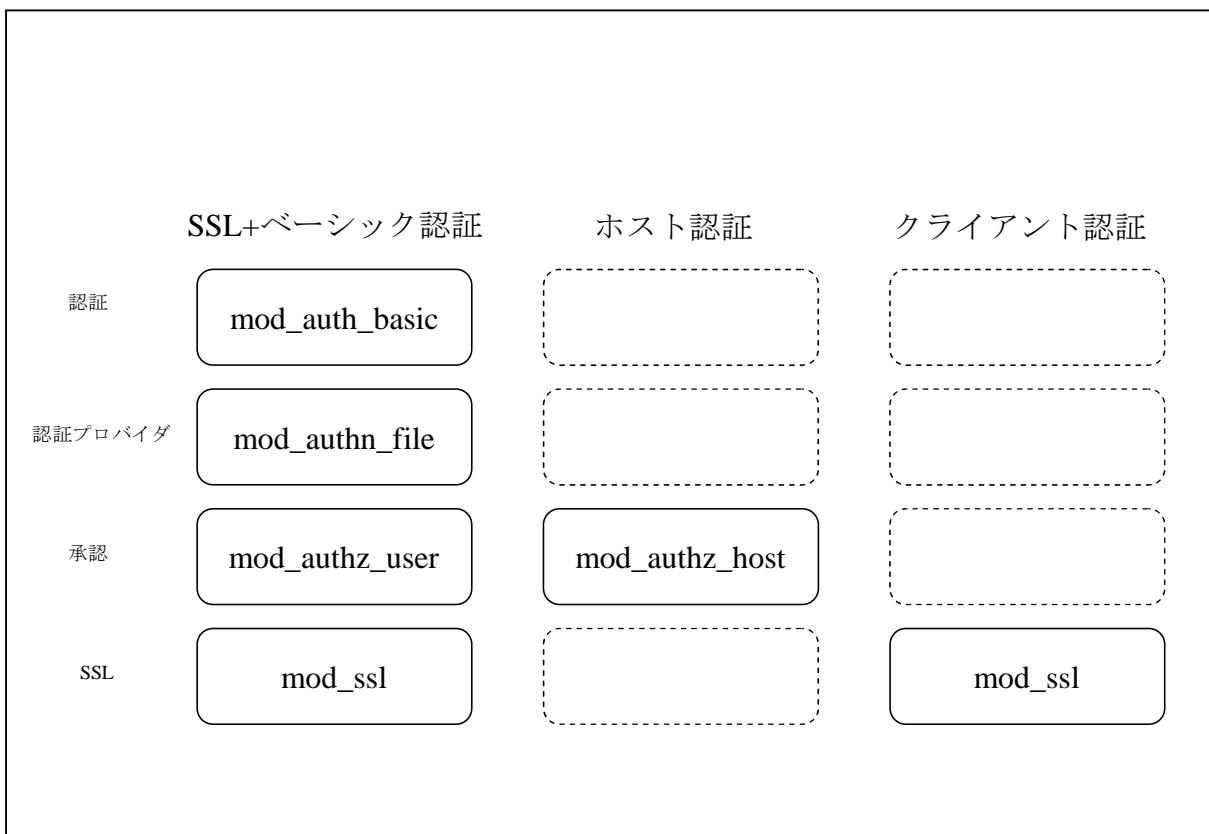 SSL+ベーシック認証 ホスト認証 クライアント認証
認証 mod_auth_basic
認証プロバイダ mod_authn_file
承認 mod_authz_user mod_authz_host
SSL mod_ssl mod_ssl